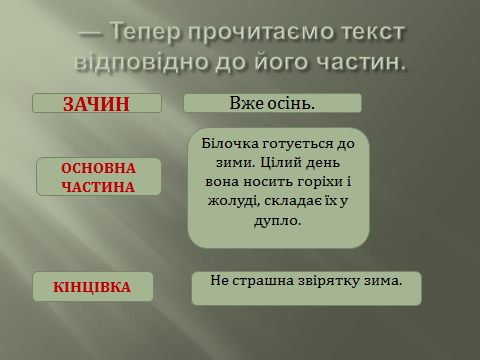 — Тепер прочитаємо текст
відповідно до його частин.
ЗАЧИН
Вже осінь.
ОСНОВНА
ЧАСТИНА
Білочка готується до
зими. Цілий день
вона носить горіхи і
жолуді, складає їх у
дупло.
КІНЦІВКА
Не страшна звірятку зима.